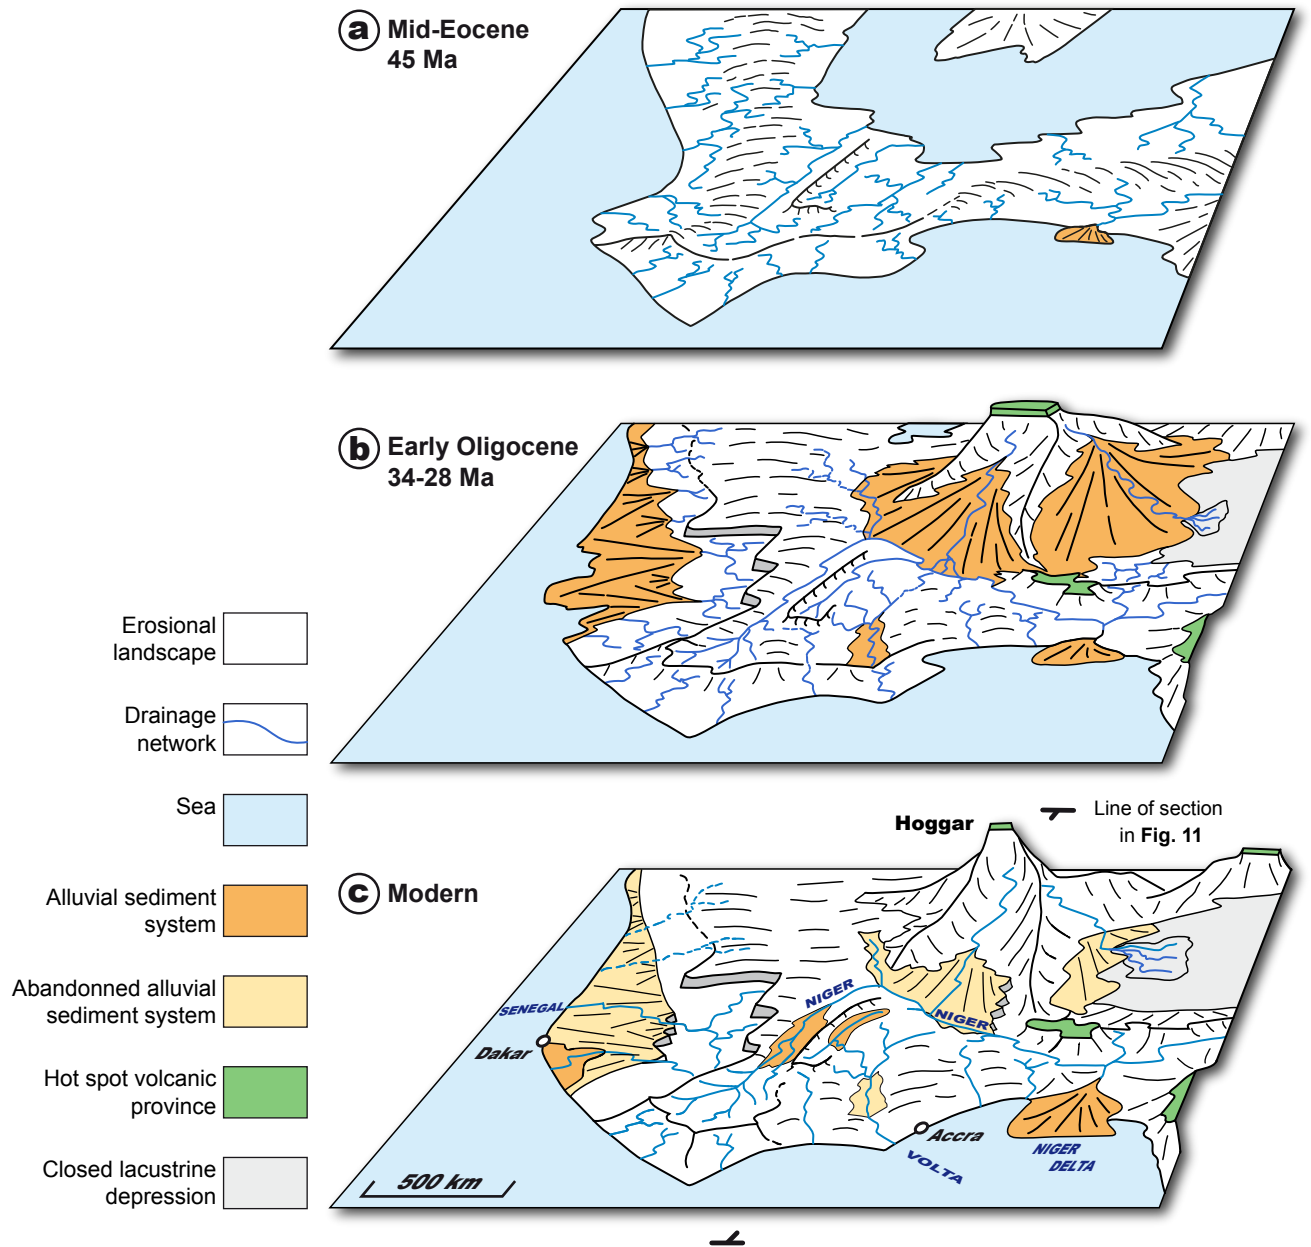 a Mid-Eocene
45 Ma
b Early Oligocene
34-28 Ma
Erosional
landscape
Drainage
network
Sea
Alluvial sediment
system
Abandonned alluvial
sediment system
Hot spot volcanic
province
Closed lacustrine
depression
Line of section
in Fig. 11
Hoggar
c Modern
NIGER
SENEGAL
NIGER
Dakar
Accra
NIGER
DELTA
VOLTA
500 km